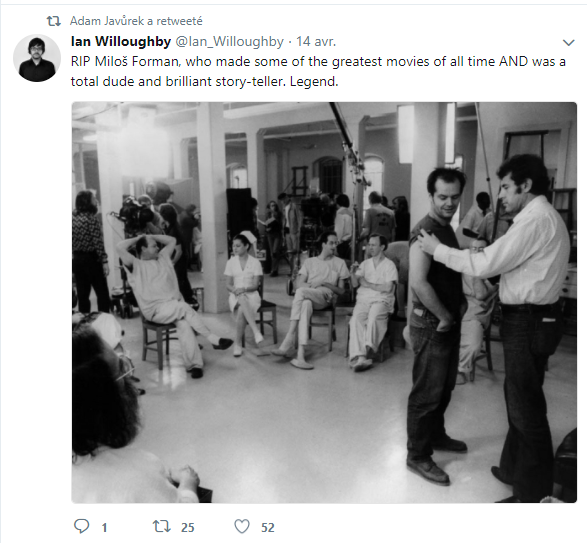 Adam Javůrek a retweeté
Ian Willoughby @Ian_Willoughby · 14 avr.
RIP Miloš Forman, who made some of the greatest movies of all time AND was a
total dude and brilliant story-teller. Legend.
1 25 52